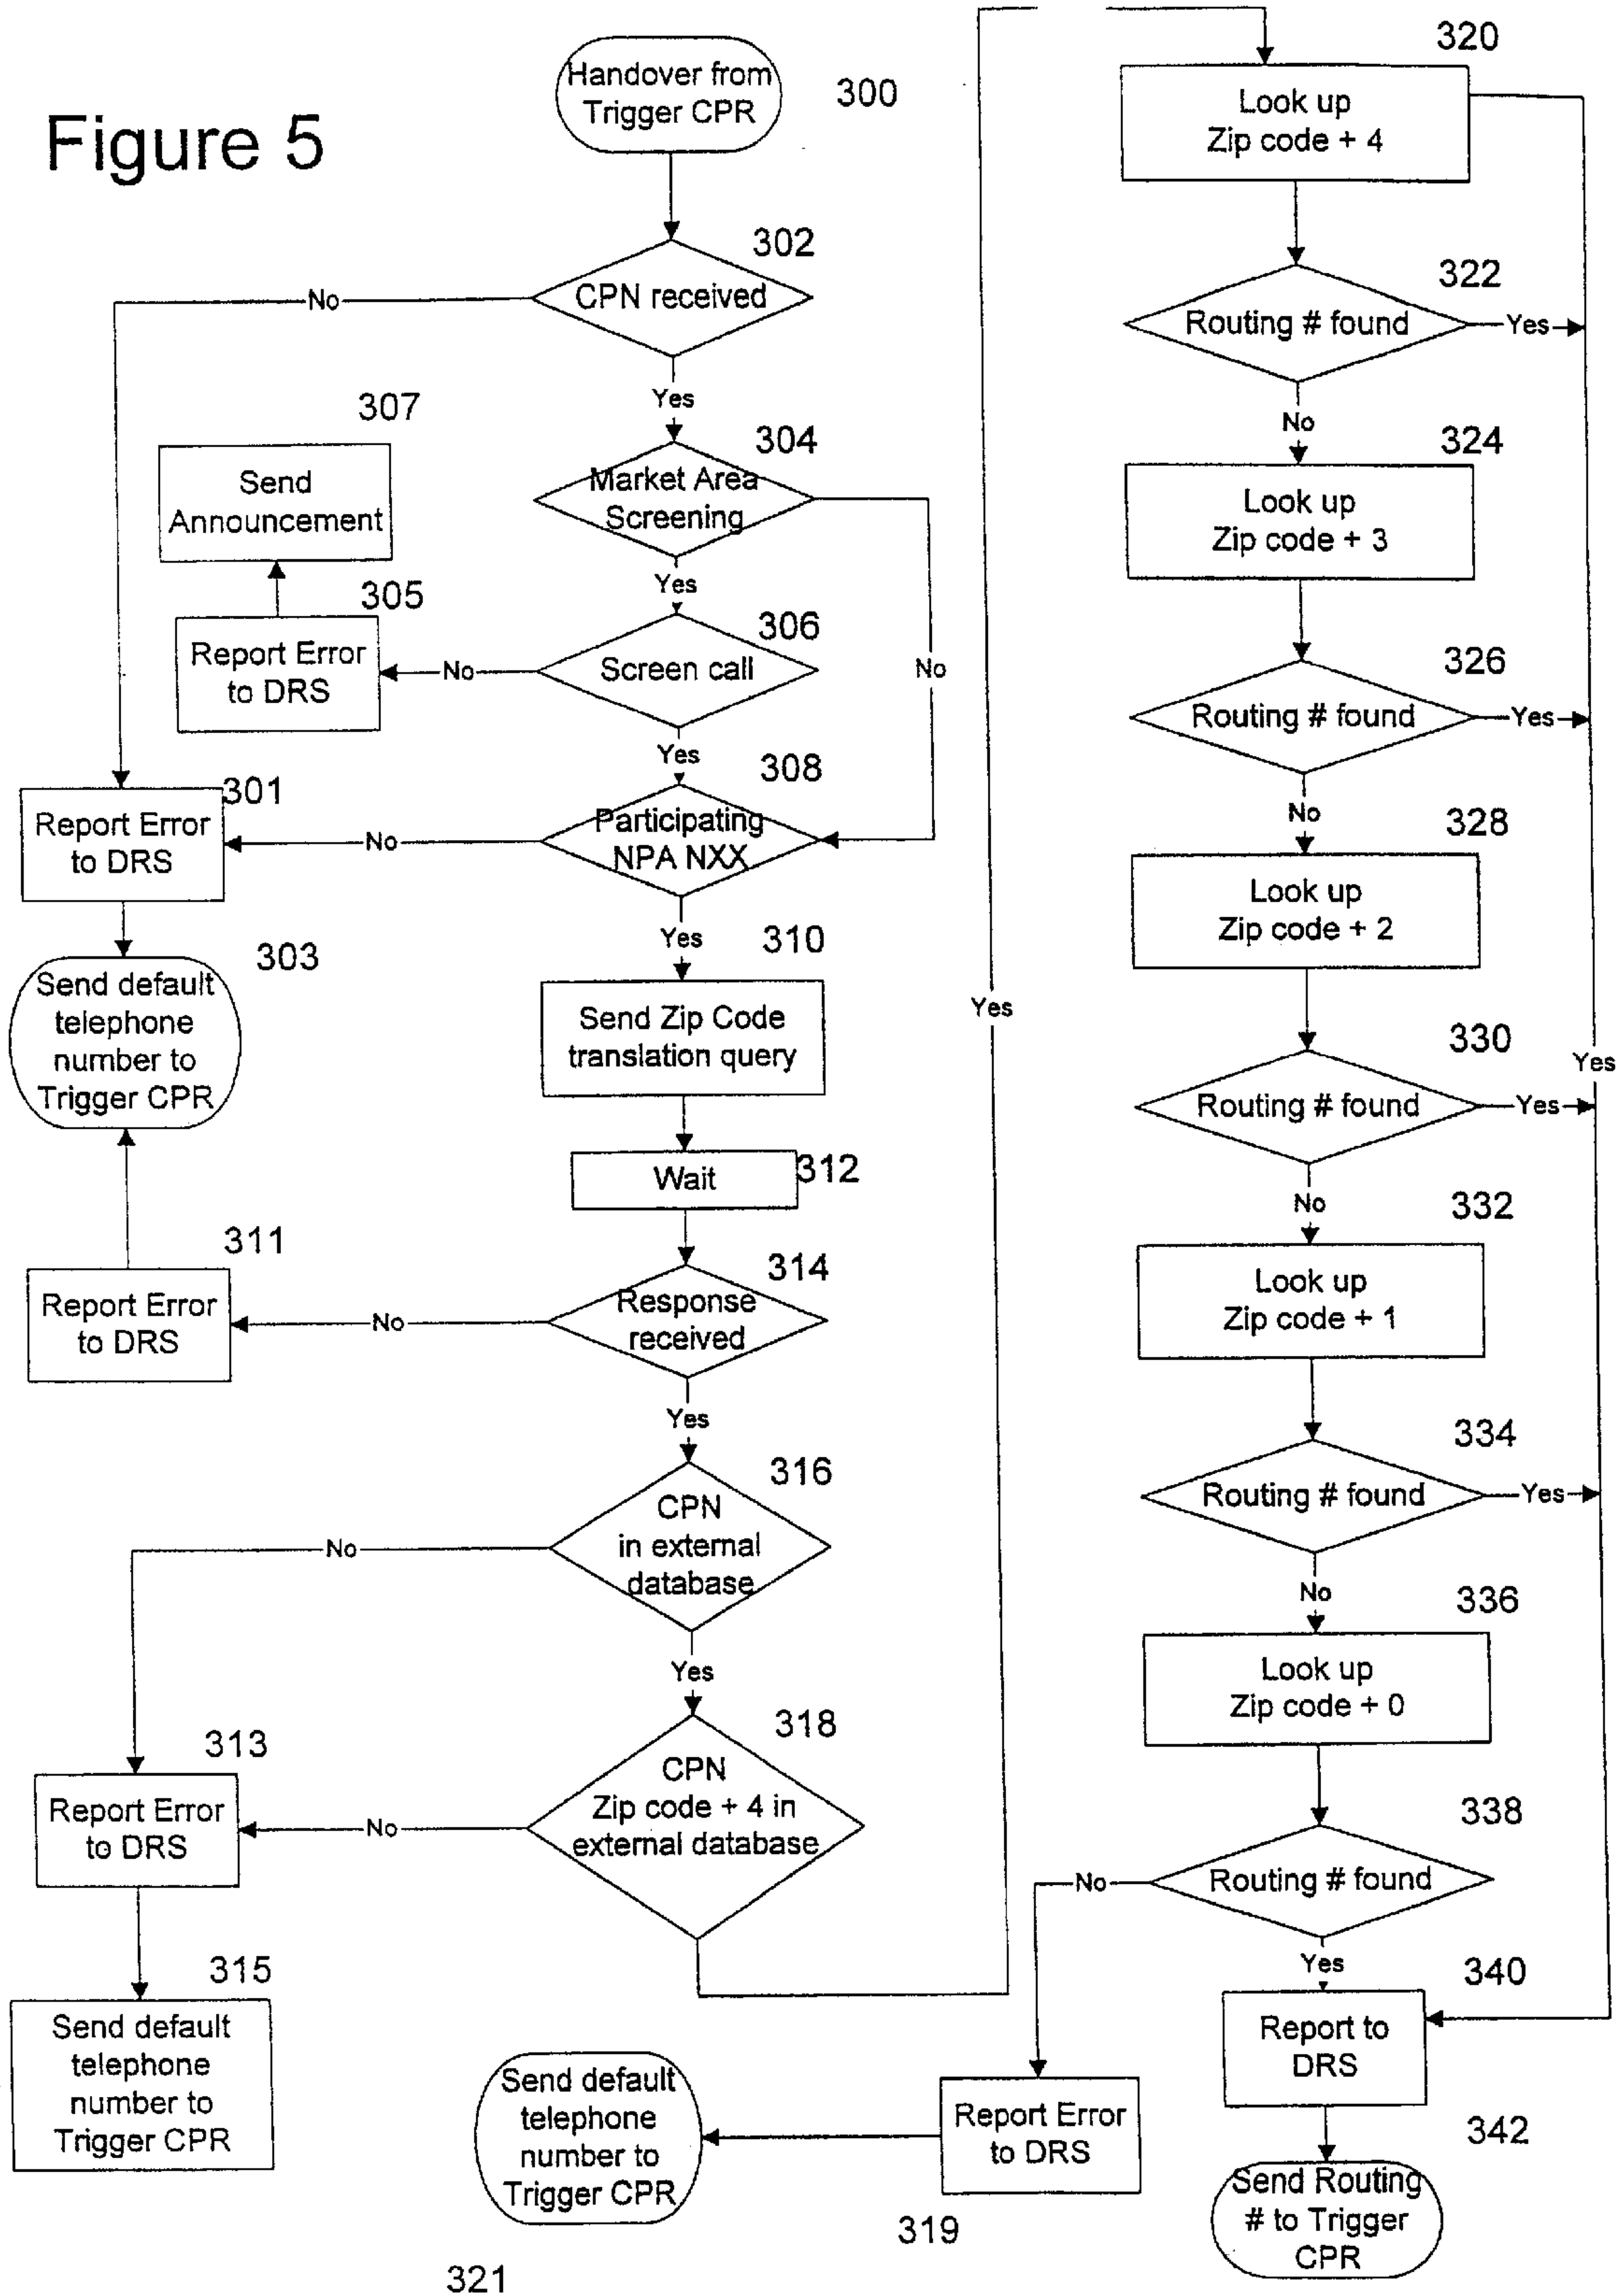 Figure 5
Handover from
Trigger CPR
300
302
CPN received
No
Yes
304
Market Area
Screening
307
Send
Announcement
Yes
305
Report Error
to DRS
No
306
Screen call
No
Yes
301
Report Error
to DRS
No
308
Participating
NPA NXX
303
Send default
telephone
number to
Trigger CPR
Yes
310
Send Zip Code
translation query
Wait
312
311
Report Error
to DRS
No
314
Response
received
Yes
316
CPN
in external
database
No
Yes
313
Report Error
to DRS
No
318
CPN
Zip code + 4 in
external database
315
Send default
telephone
number to
Trigger CPR
Yes
320
Look up
Zip code + 4
322
Routing # found
Yes
No
324
Look up
Zip code + 3
326
Routing # found
Yes
No
328
Look up
Zip code + 2
330
Routing # found
Yes
Yes
No
332
Look up
Zip code + 1
334
Routing # found
Yes
No
336
Look up
Zip code + 0
338
Routing # found
No
Yes
340
Report to
DRS
342
Send Routing
# to Trigger
CPR
Report Error
to DRS
319
Send default
telephone
number to
Trigger CPR
321